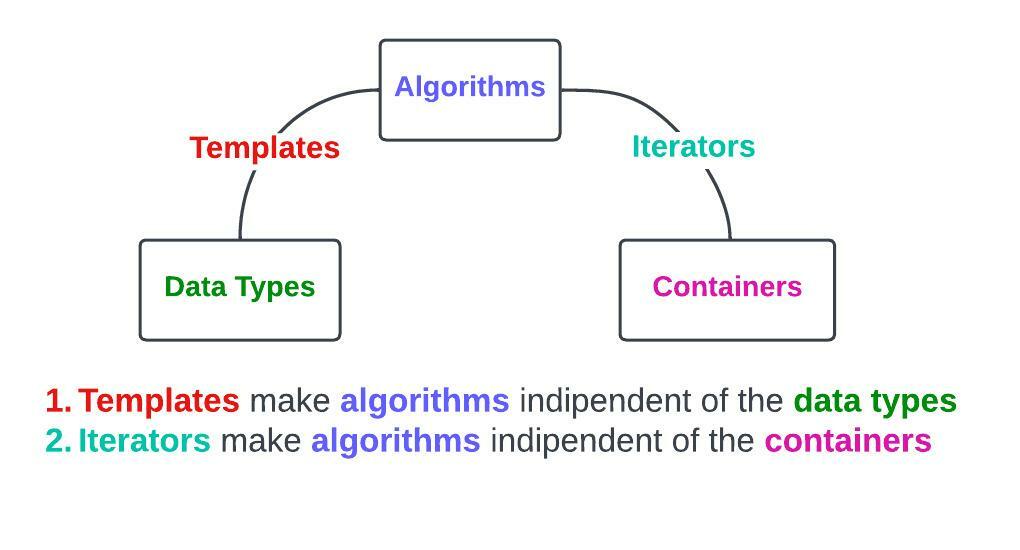 Algorithms
Templates
Iterators
Data Types
Containers
1. Templates make algorithms indipendent of the data types
2. Iterators make algorithms indipendent of the containers